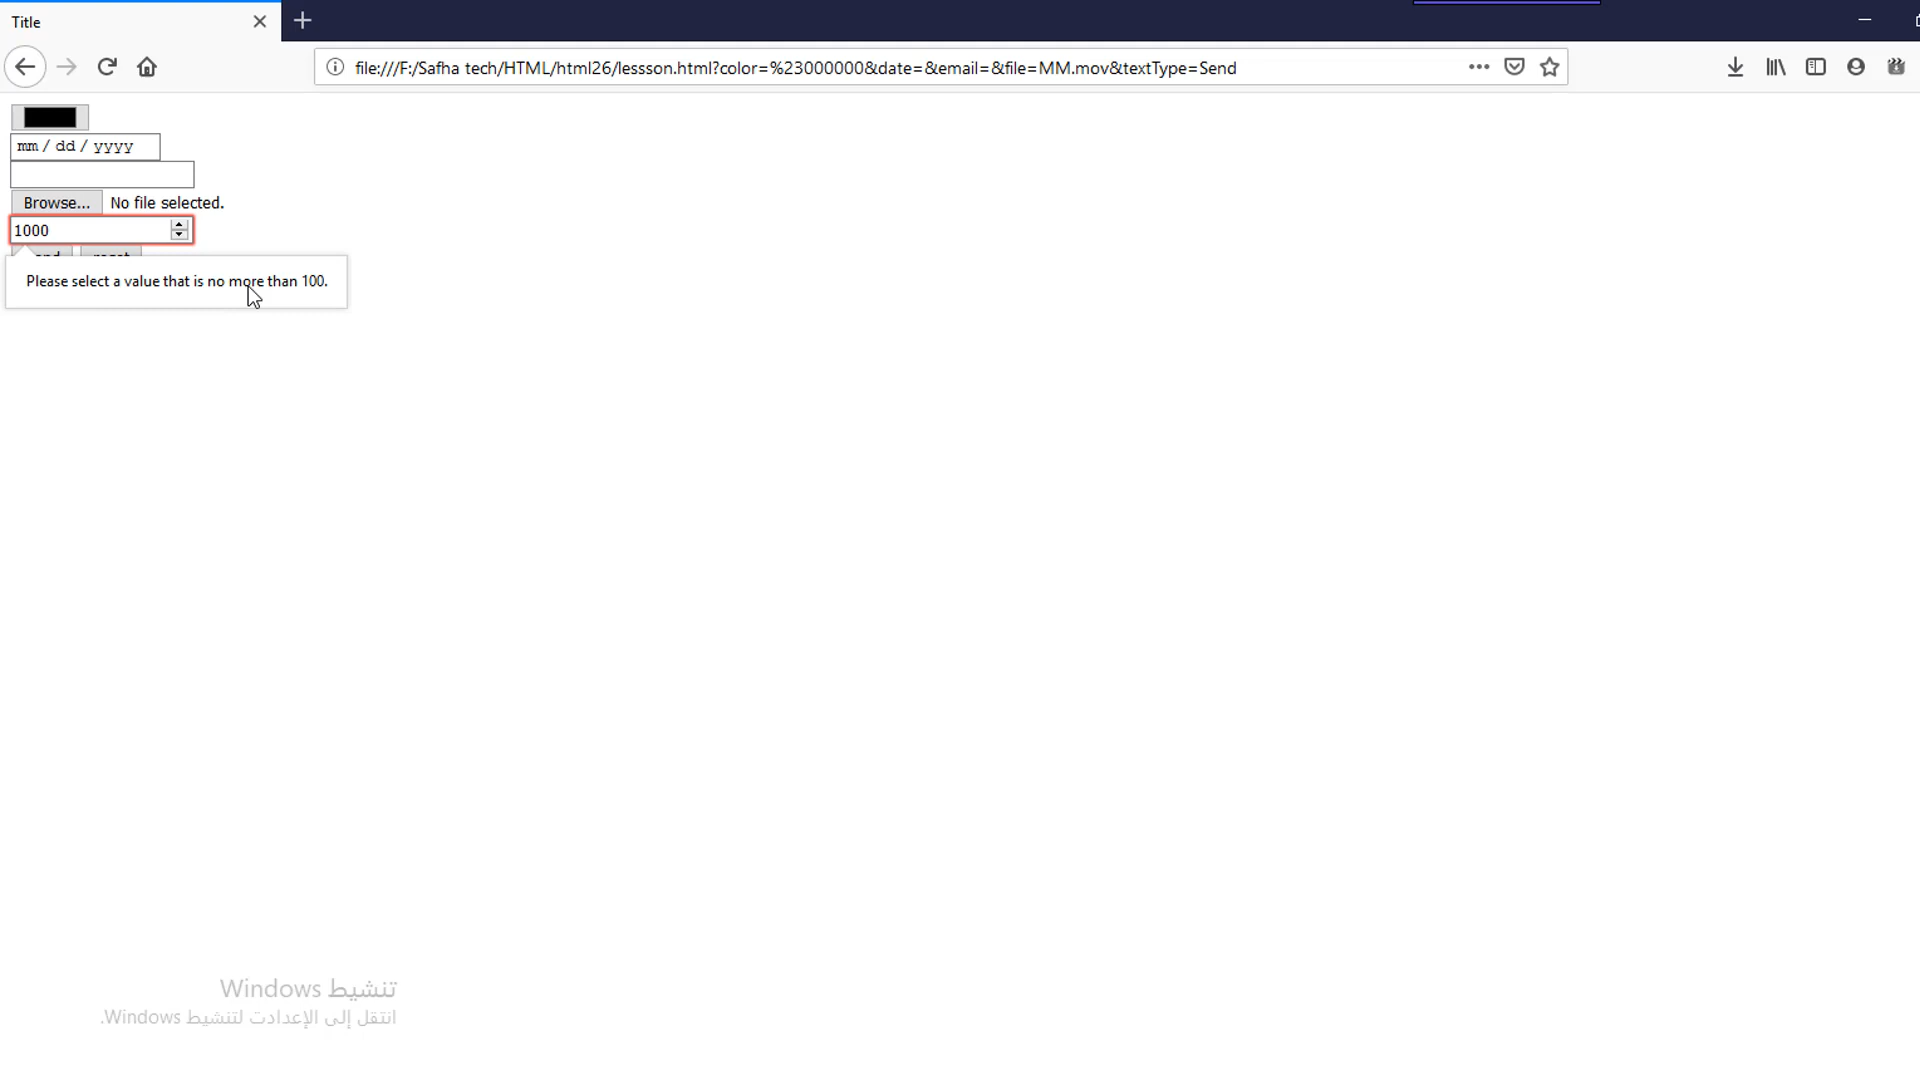 Title
file:///F:/Safha tech/HTML/html26/lessson.html?color=%23000000&date=&email=&file=MM.mov&textType=Send
mm / dd / yyyy
Browse... No file selected.
1000
Please select a value that is no more than 100.
تنشيط Windows
انتقل إلى الإعدادت لتنشيط Windows.